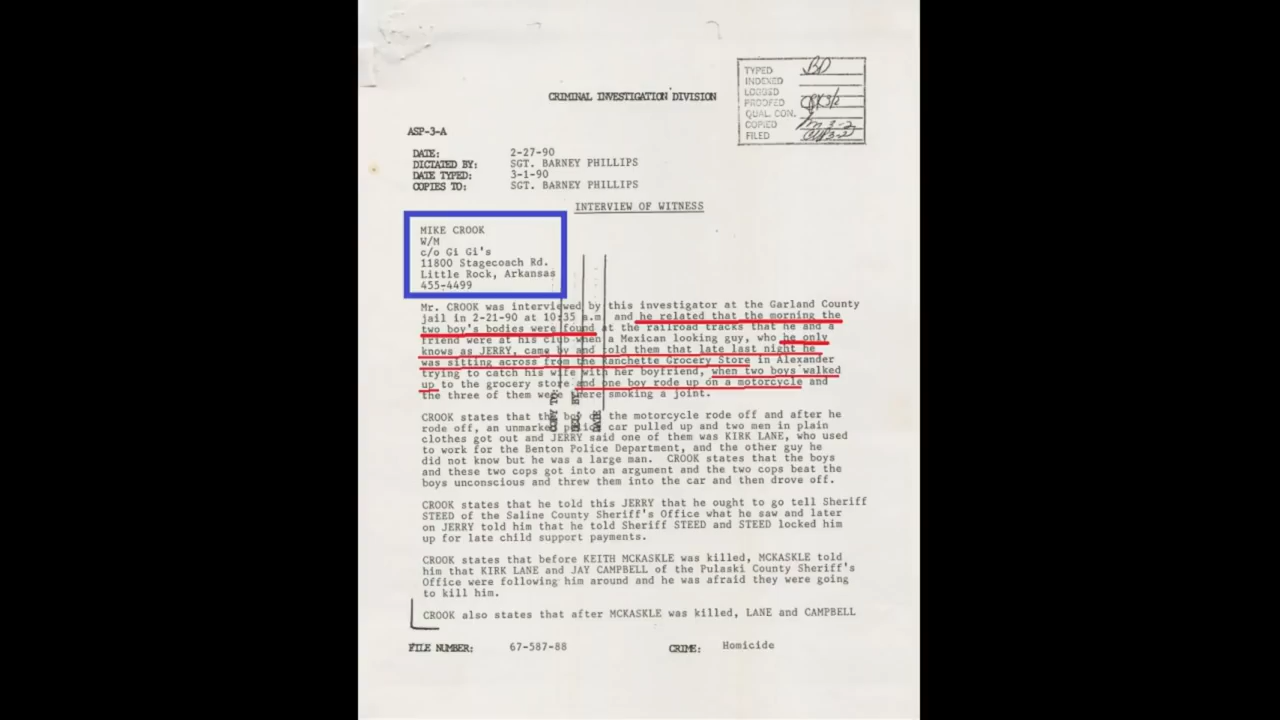 CRIMINAL INVESTIGATION DIVISION
TYPED BD
INDEXED
LOGGED
PROOFED
QUAL. CON.
COPIED
FILED
ASP-3-A
DATE: 2-27-90
DICTATED BY: SGT. BARNEY PHILLIPS
DATE TYPED: 3-1-90
COPIES TO: SGT. BARNEY PHILLIPS
INTERVIEW OF WITNESS
MIKE CROOK
W/M
c/o Gi Gi's
11800 Stagecoach Rd.
Little Rock, Arkansas
455-4499
Mr. CROOK was interviewed by this investigator at the Garland County
jail in 2-21-90 at 10:35 a.m. and he related that the morning the
two boy's bodies were found at the railroad tracks that he and a
friend were at his club when a Mexican looking guy, who he only
knows as JERRY, came by and told them that late last night he
was sitting across from the Ranchette Grocery Store in Alexander
trying to catch his wife with her boyfriend, when two boys walked
up to the grocery store and one boy rode up on a motorcycle and
the three of them were there smoking a joint.
CROOK states that the boy on the motorcycle rode off and after he
rode off, an unmarked police car pulled up and two men in plain
clothes got out and JERRY said one of them was KIRK LANE, who used
to work for the Benton Police Department, and the other guy he
did not know but he was a large man. CROOK states that the boys
and these two cops got into an argument and the two cops beat the
boys unconscious and threw them into the car and then drove off.
CROOK states that he told this JERRY that he ought to go tell Sheriff
STEED of the Saline County Sheriff's Office what he saw and later
on JERRY told him that he told Sheriff STEED and STEED locked him
up for late child support payments.
CROOK states that before KEITH MCKASKLE was killed, MCKASKLE told
him that KIRK LANE and JAY CAMPBELL of the Pulaski County Sheriff's
Office were following him around and he was afraid they were going
to kill him.
CROOK also states that after MCKASKLE was killed, LANE and CAMPBELL
COPY TO:
DATE
FILE NUMBER: 67-587-88 CRIME: Homicide